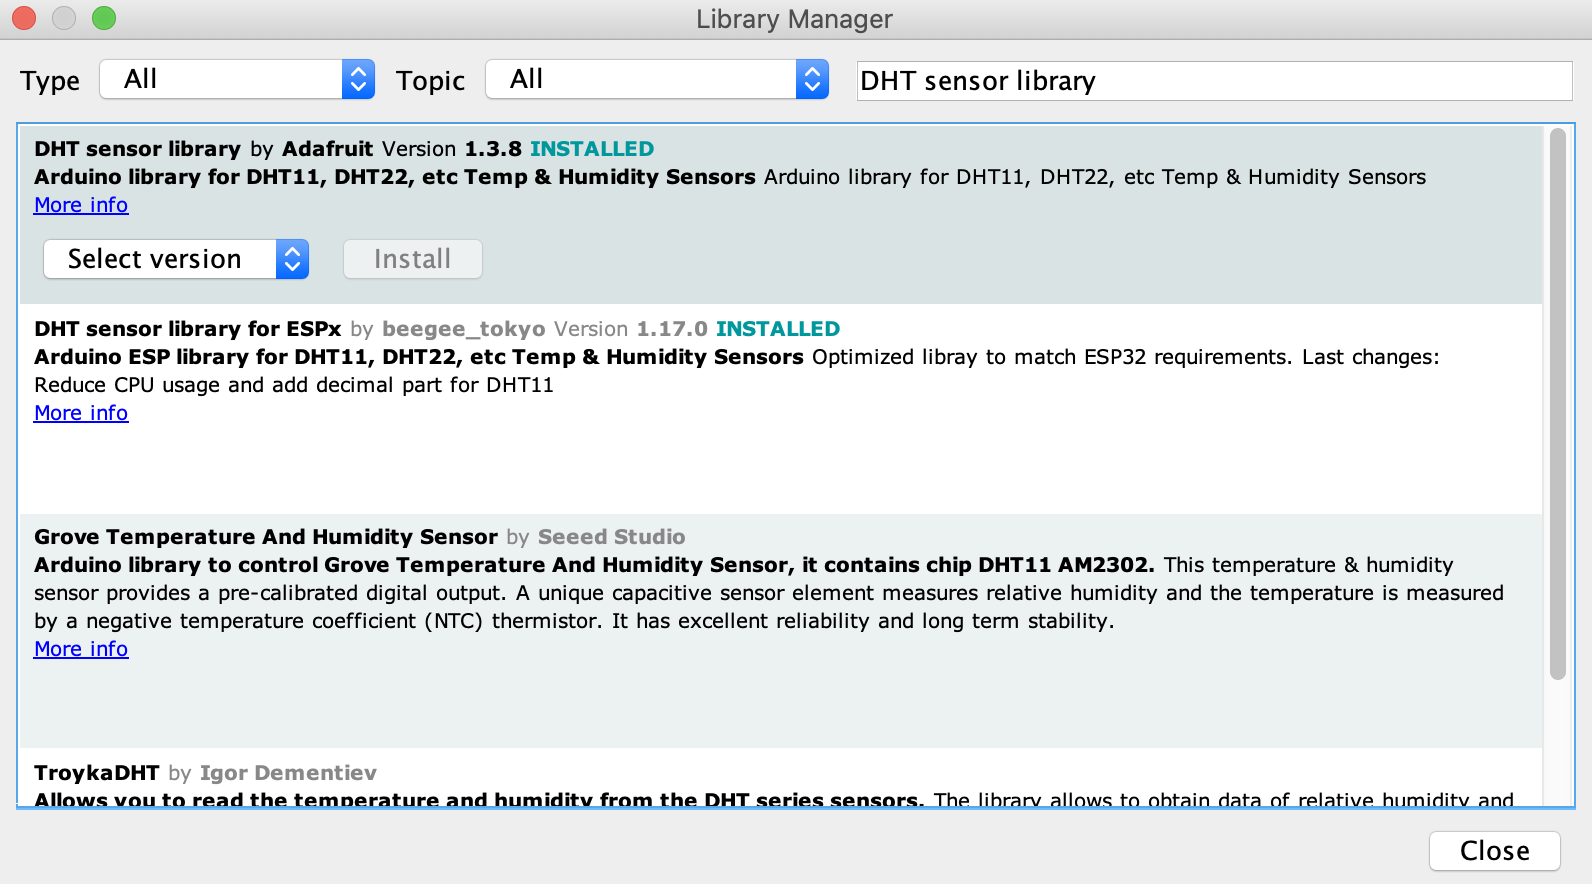 Library Manager
Type All Topic All DHT sensor library
DHT sensor library by Adafruit Version 1.3.8 INSTALLED
Arduino library for DHT11, DHT22, etc Temp & Humidity Sensors Arduino library for DHT11, DHT22, etc Temp & Humidity Sensors
More info
Select version Install
DHT sensor library for ESPx by beegee_tokyo Version 1.17.0 INSTALLED
Arduino ESP library for DHT11, DHT22, etc Temp & Humidity Sensors Optimized libray to match ESP32 requirements. Last changes:
Reduce CPU usage and add decimal part for DHT11
More info
Grove Temperature And Humidity Sensor by Seeed Studio
Arduino library to control Grove Temperature And Humidity Sensor, it contains chip DHT11 AM2302. This temperature & humidity
sensor provides a pre-calibrated digital output. A unique capacitive sensor element measures relative humidity and the temperature is measured
by a negative temperature coefficient (NTC) thermistor. It has excellent reliability and long term stability.
More info
TroykaDHT by Igor Dementiev
Allows you to read the temperature and humidity from the DHT series sensors. The library allows to obtain data of relative humidity and
Close